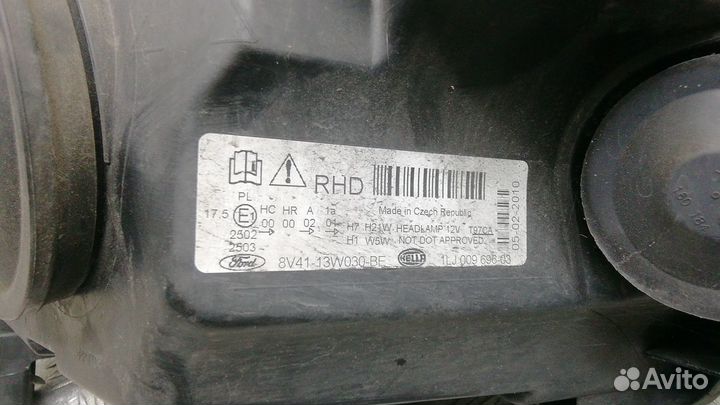 RHD
Made in Czech Republic
PL
HC HR A 1a
17.5 E1 00 00 02 01
H7 H21W HEADLAMP 12V T97CA
2302
H1 W5W NOT DOT APPROVED.
2503
Ford 8V41-13W030-BE HELLA 1LJ 009 696-03
05-02-2010
Avito